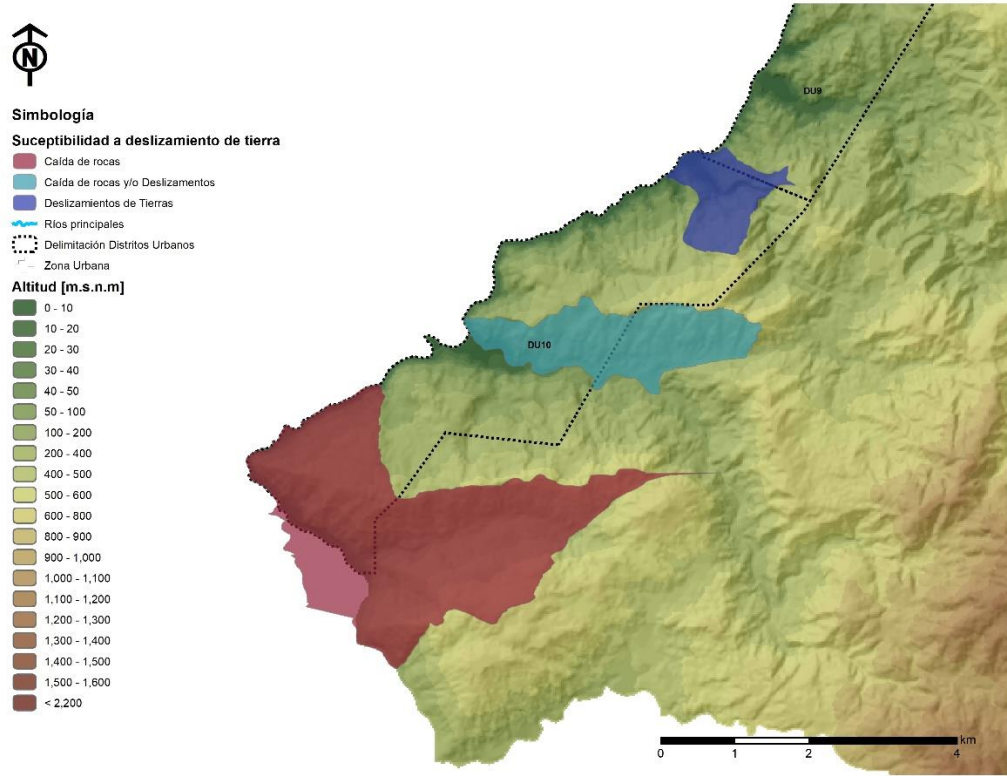 N
Simbología
Suceptibilidad a deslizamiento de tierra
Caída de rocas
Caída de rocas y/o Deslizamentos
Deslizamientos de Tierras
Ríos principales
Delimitación Distritos Urbanos
Zona Urbana
Altitud [m.s.n.m]
0 - 10
10 - 20
20 - 30
30 - 40
40 - 50
50 - 100
100 - 200
200 - 400
400 - 500
500 - 600
600 - 800
800 - 900
900 - 1,000
1,000 - 1,100
1,100 - 1,200
1,200 - 1,300
1,300 - 1,400
1,400 - 1,500
1,500 - 1,600
< 2,200
DU9
DU10
km
0 1 2 4